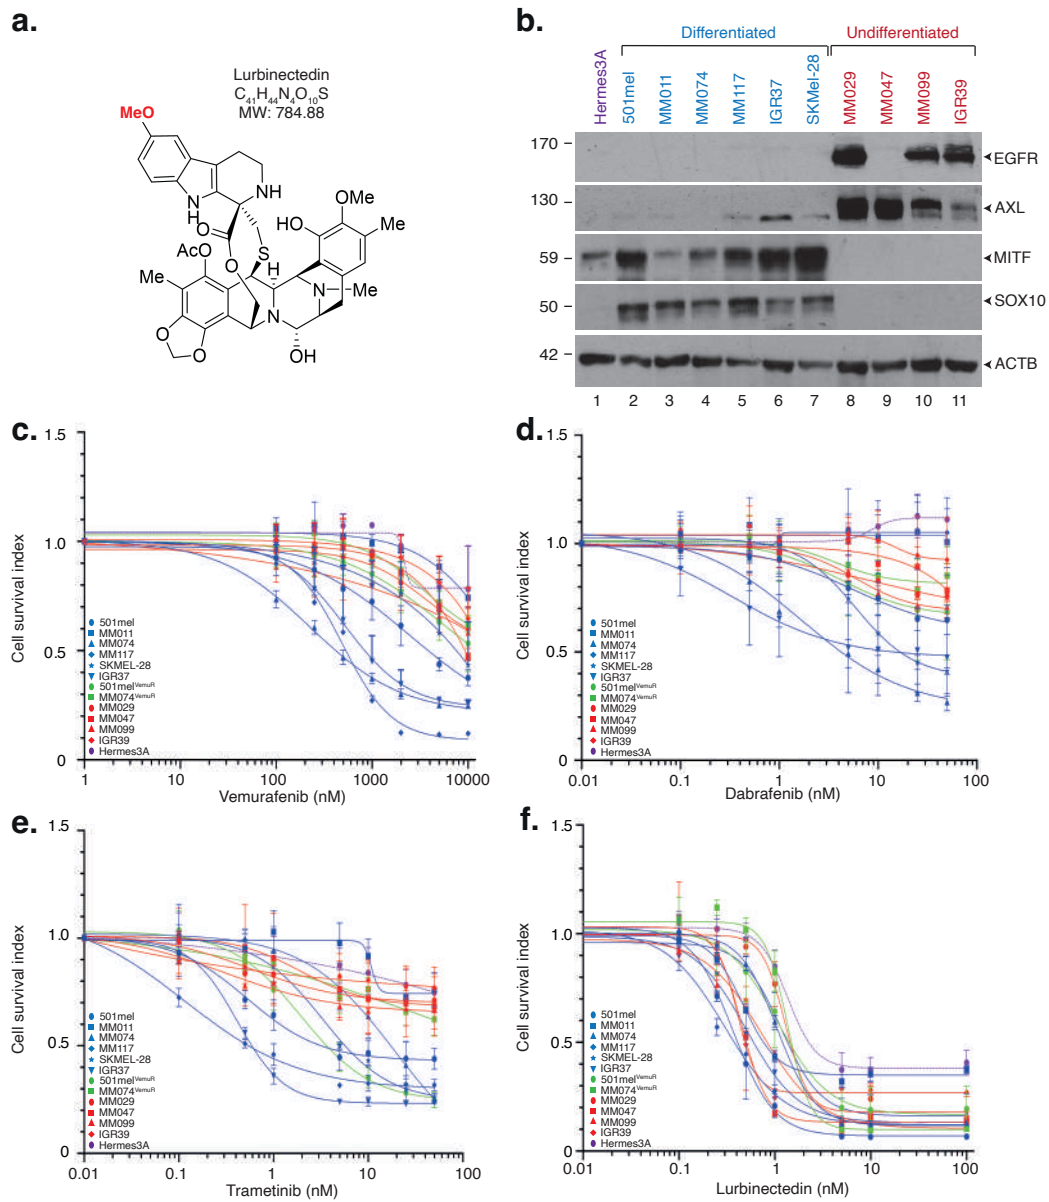 a.
Lurbinectedin
C41H44N4O10S
MW: 784.88
MeO
NH
N
H
OMe
HO
Me
O
AcO
S
H
O
Me
N
Me
N
O
O
OH
b.
Differentiated
Undifferentiated
Hermes3A
501mel
MM011
MM074
MM117
IGR37
SKMel-28
MM029
MM047
MM099
IGR39
170
EGFR
130
AXL
59
MITF
50
SOX10
42
ACTB
1 2 3 4 5 6 7 8 9 10 11
c.
1.5
1.0
0.5
0
Cell survival index
501mel
MM011
MM074
MM117
SKMEL-28
IGR37
501melVemuR
MM074VemuR
MM029
MM047
MM099
IGR39
Hermes3A
1 10 100 1000 10000
Vemurafenib (nM)
d.
1.5
1.0
0.5
0
Cell survival index
501mel
MM011
MM074
MM117
SKMEL-28
IGR37
501melVemuR
MM074VemuR
MM029
MM047
MM099
IGR39
Hermes3A
0.01 0.1 1 10 100
Dabrafenib (nM)
e.
1.5
1.0
0.5
0
Cell survival index
501mel
MM011
MM074
MM117
SKMEL-28
IGR37
501melVemuR
MM074VemuR
MM029
MM047
MM099
IGR39
Hermes3A
0.01 0.1 1 10 100
Trametinib (nM)
f.
1.5
1.0
0.5
0
Cell survival index
501mel
MM011
MM074
MM117
SKMEL-28
IGR37
501melVemuR
MM074VemuR
MM029
MM047
MM099
IGR39
Hermes3A
0.01 0.1 1 10 100
Lurbinectedin (nM)